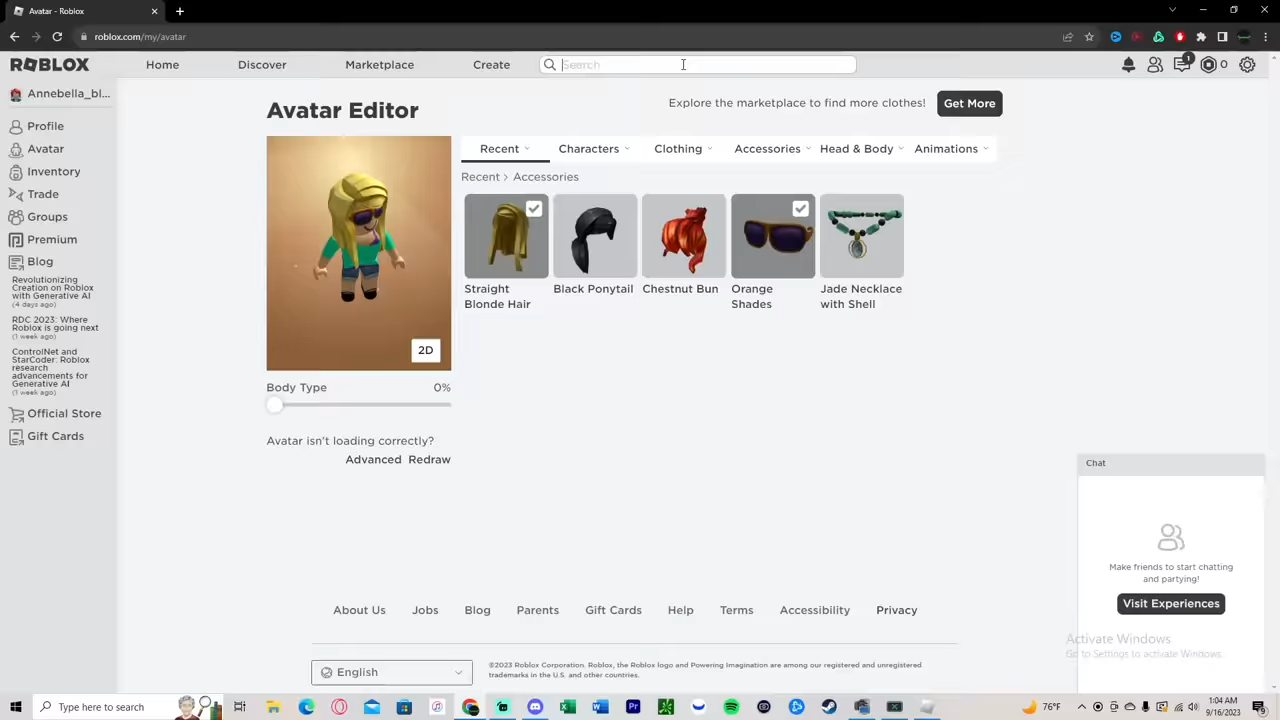 Avatar - Roblox
roblox.com/my/avatar
ROBLOX
Home
Discover
Marketplace
Create
Search
1
0
Annebella_bl...
Profile
Avatar
Inventory
Trade
Groups
Premium
Blog
Revolutionizing
Creation on Roblox
with Generative AI
(4 days ago)
RDC 2023: Where
Roblox is going next
(1 week ago)
ControlNet and
StarCoder: Roblox
research
advancements for
Generative AI
(1 week ago)
Official Store
Gift Cards
Avatar Editor
Explore the marketplace to find more clothes!
Get More
2D
Body Type
0%
Avatar isn't loading correctly?
Advanced
Redraw
Recent
Characters
Clothing
Accessories
Head & Body
Animations
Recent > Accessories
Straight
Blonde Hair
Black Ponytail
Chestnut Bun
Orange
Shades
Jade Necklace
with Shell
Chat
Make friends to start chatting
and partying!
Visit Experiences
Activate Windows
Go to Settings to activate Windows.
About Us
Jobs
Blog
Parents
Gift Cards
Help
Terms
Accessibility
Privacy
English
©2023 Roblox Corporation. Roblox, the Roblox logo and Powering Imagination are among our registered and unregistered
trademarks in the U.S. and other countries.
Type here to search
76°F
1:04 AM
9/16/2023